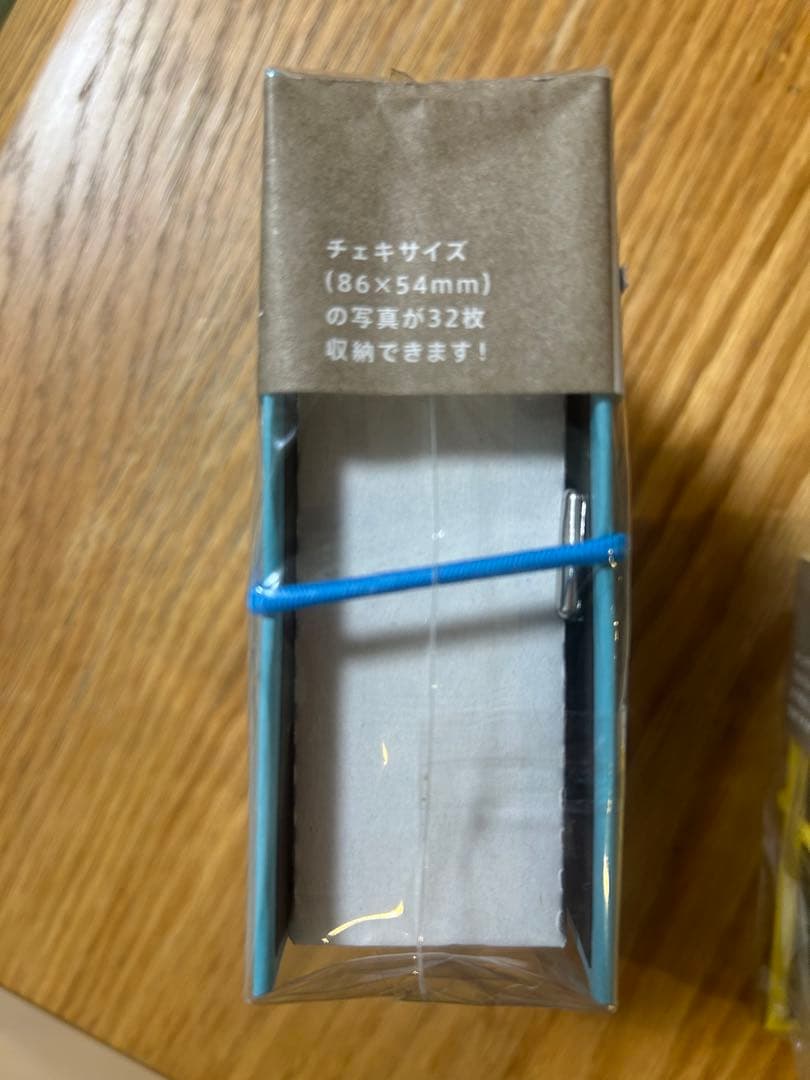 チェキサイズ
(86×54mm)
の写真が32枚
収納できます!